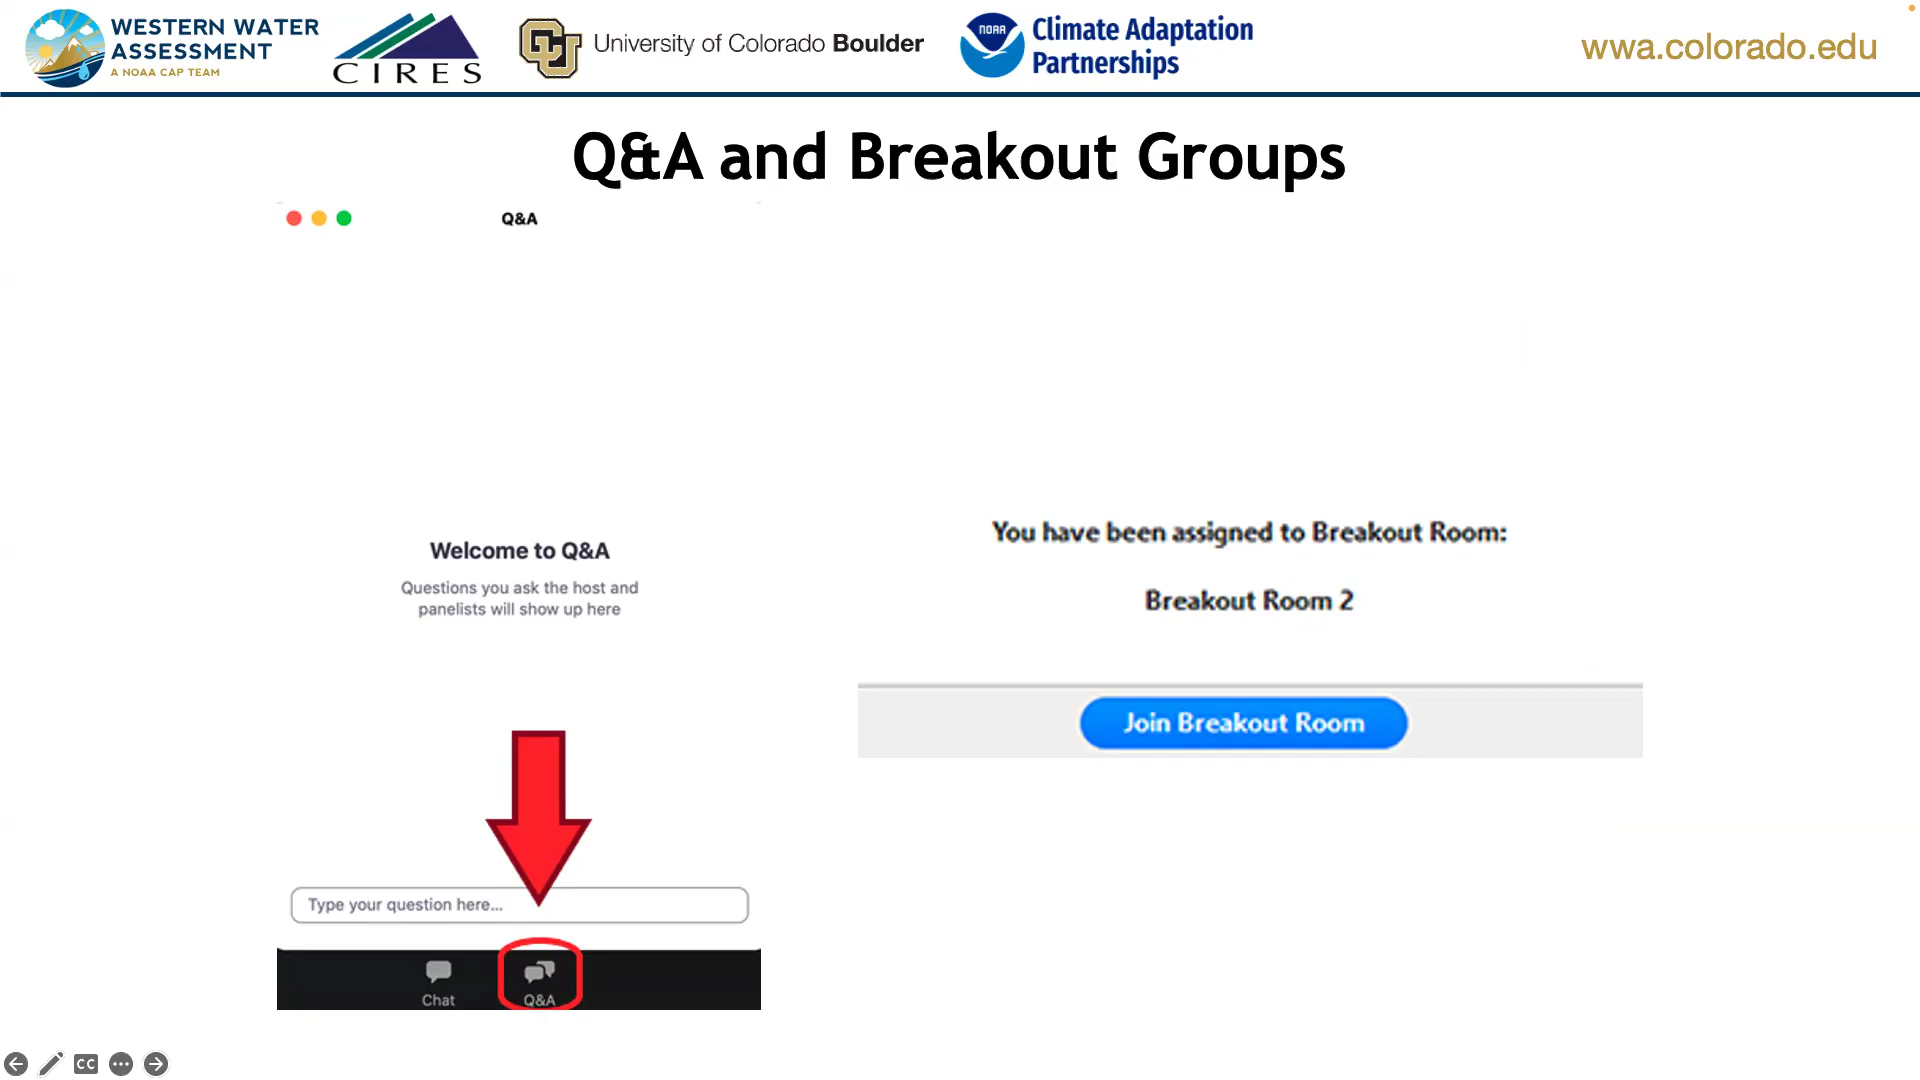 WESTERN WATER
ASSESSMENT
A NOAA CAP TEAM
CIRES
CU
University of Colorado Boulder
NOAA
Climate Adaptation
Partnerships
wwa.colorado.edu
Q&A and Breakout Groups
Q&A
Welcome to Q&A
Questions you ask the host and
panelists will show up here
Type your question here...
Chat
Q&A
You have been assigned to Breakout Room:
Breakout Room 2
Join Breakout Room
CC